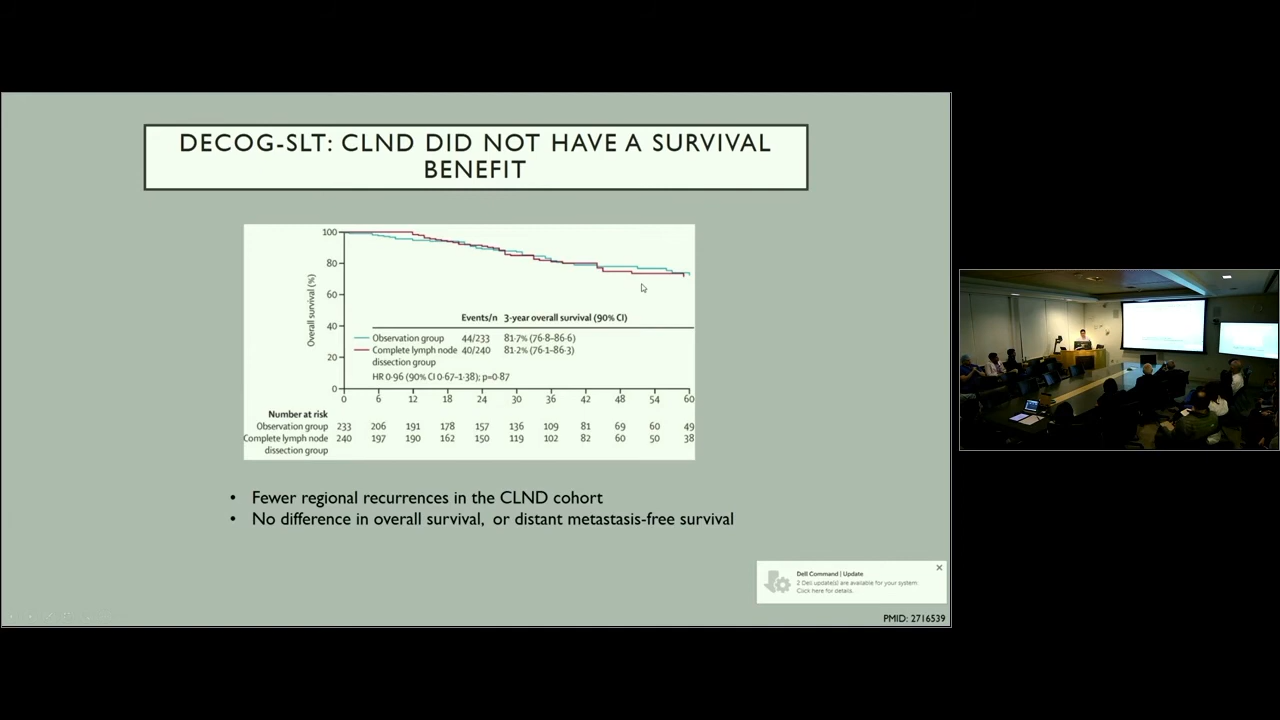 DECOG-SLT: CLND DID NOT HAVE A SURVIVAL
BENEFIT
100
80
60
40
20
0
Overall survival (%)
Events/n 3-year overall survival (90% CI)
Observation group 44/233 81·7% (76·8–86·6)
Complete lymph node 40/240 81·2% (76·1–86·3)
dissection group
HR 0·96 (90% CI 0·67–1·38); p=0·87
0 6 12 18 24 30 36 42 48 54 60
Number at risk
Observation group 233 206 191 178 157 136 109 81 69 60 49
Complete lymph node 240 197 190 162 150 119 102 82 60 50 38
dissection group
• Fewer regional recurrences in the CLND cohort
• No difference in overall survival, or distant metastasis-free survival
Dell Command | Update
2 Dell update(s) are available for your system.
Click here for details.
PMID: 2716539